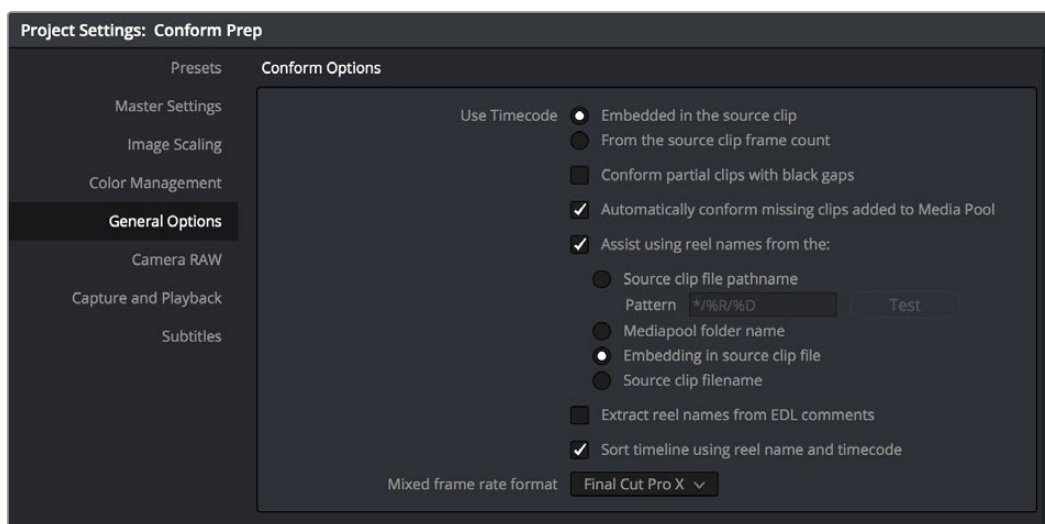 Project Settings: Conform Prep
Presets
Master Settings
Image Scaling
Color Management
General Options
Camera RAW
Capture and Playback
Subtitles
Conform Options
Use Timecode Embedded in the source clip
From the source clip frame count
Conform partial clips with black gaps
Automatically conform missing clips added to Media Pool
Assist using reel names from the:
Source clip file pathname
Pattern */%R/%D Test
Mediapool folder name
Embedding in source clip file
Source clip filename
Extract reel names from EDL comments
Sort timeline using reel name and timecode
Mixed frame rate format Final Cut Pro X